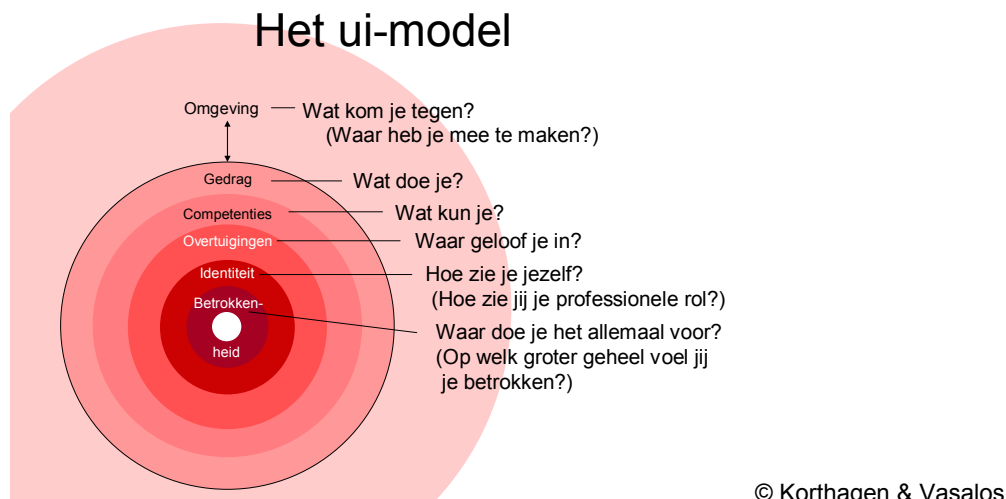 Het ui-model
Omgeving
Wat kom je tegen?
(Waar heb je mee te maken?)
Gedrag
Wat doe je?
Competenties
Wat kun je?
Overtuigingen
Waar geloof je in?
Identiteit
Hoe zie je jezelf?
(Hoe zie jij je professionele rol?)
Betrokken-
heid
Waar doe je het allemaal voor?
(Op welk groter geheel voel jij
je betrokken?)
© Korthagen & Vasalos